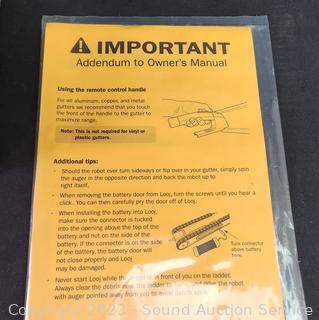 IMPORTANT
Addendum to Owner's Manual
Using the remote control handle
For all aluminum, copper, and metal
gutters we recommend that you touch
the front of the handle to the gutter to
maximize range.
Note: This is not required for vinyl or
plastic gutters.
Additional tips:
· Should the robot ever turn sideways or flip over in your gutter, simply spin
the auger in the opposite direction and back the robot up to
right itself.
· When removing the battery door from Looj, turn the screws until you hear a
click. You can then carefully pry the door off of Looj.
· When installing the battery into Looj,
make sure the connector is tucked
into the opening above the top of the
battery and not on the side of the
battery. If the connector is on the side
of the battery, the battery door will
not close properly and Looj
may be damaged.
Tuck connector
above battery
here.
· Never start Looj while the auger is in front of you on the ladder.
Always clear the debris
drive the robot
with auger pointed away from you to avoid debris
Copyright 2023 Sound Auction Service